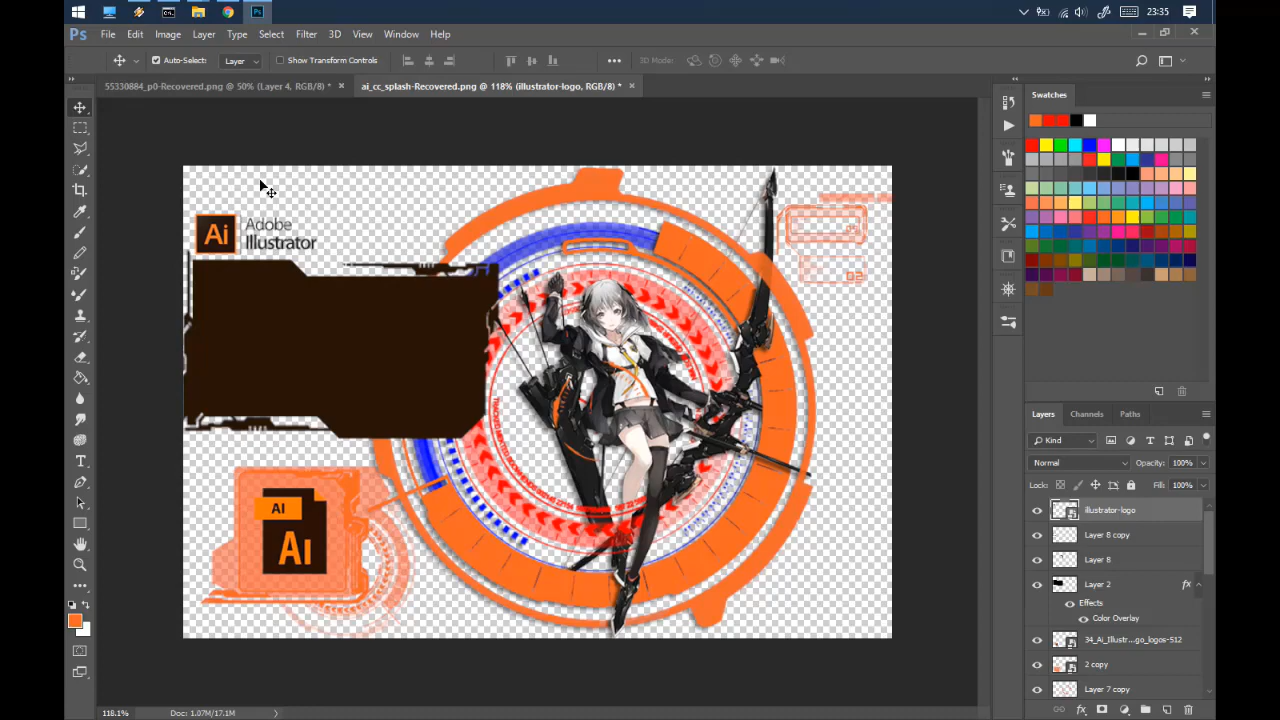 23:35
Ps File Edit Image Layer Type Select Filter 3D View Window Help
Auto-Select: Layer Show Transform Controls 3D Mode:
55330884_p0-Recovered.png @ 50% (Layer 4, RGB/8) *
ai_cc_splash-Recovered.png @ 118% (illustrator-logo, RGB/8) *
Swatches
Ai Adobe
Illustrator
02
AI
Ai
Layers Channels Paths
Kind
Normal Opacity: 100%
Lock: Fill: 100%
illustrator-logo
Layer 8 copy
Layer 8
Layer 2 fx
Effects
Color Overlay
34_Ai_Illustr...go_logos-512
2 copy
Layer 7 copy
118.1% Doc: 1.07M/17.1M